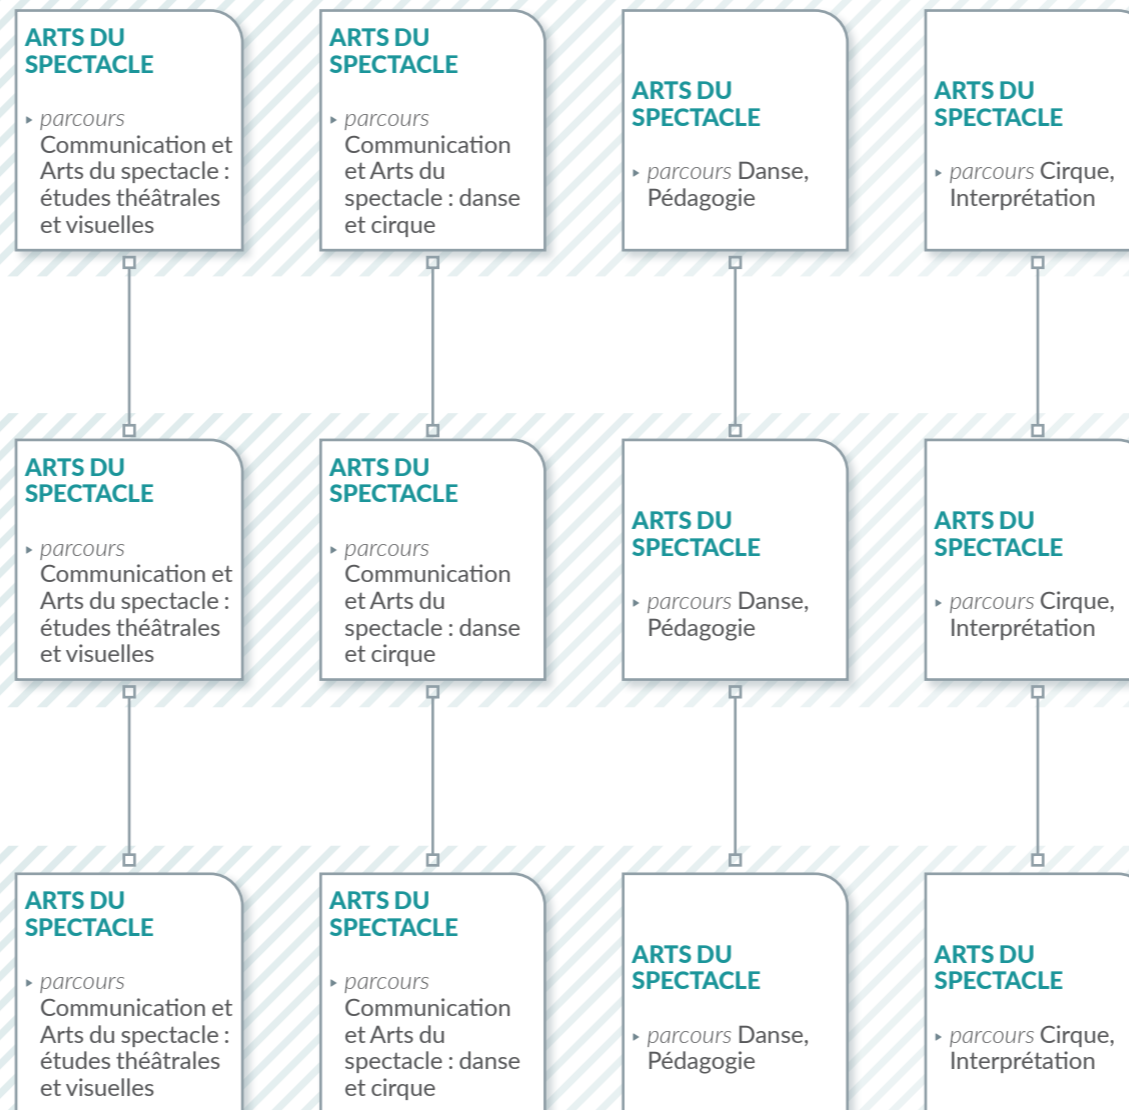 ARTS DU
SPECTACLE
▸ parcours
Communication et
Arts du spectacle :
études théâtrales
et visuelles
ARTS DU
SPECTACLE
▸ parcours
Communication
et Arts du
spectacle : danse
et cirque
ARTS DU
SPECTACLE
▸ parcours Danse,
Pédagogie
ARTS DU
SPECTACLE
▸ parcours Cirque,
Interprétation
ARTS DU
SPECTACLE
▸ parcours
Communication et
Arts du spectacle :
études théâtrales
et visuelles
ARTS DU
SPECTACLE
▸ parcours
Communication
et Arts du
spectacle : danse
et cirque
ARTS DU
SPECTACLE
▸ parcours Danse,
Pédagogie
ARTS DU
SPECTACLE
▸ parcours Cirque,
Interprétation
ARTS DU
SPECTACLE
▸ parcours
Communication et
Arts du spectacle :
études théâtrales
et visuelles
ARTS DU
SPECTACLE
▸ parcours
Communication
et Arts du
spectacle : danse
et cirque
ARTS DU
SPECTACLE
▸ parcours Danse,
Pédagogie
ARTS DU
SPECTACLE
▸ parcours Cirque,
Interprétation